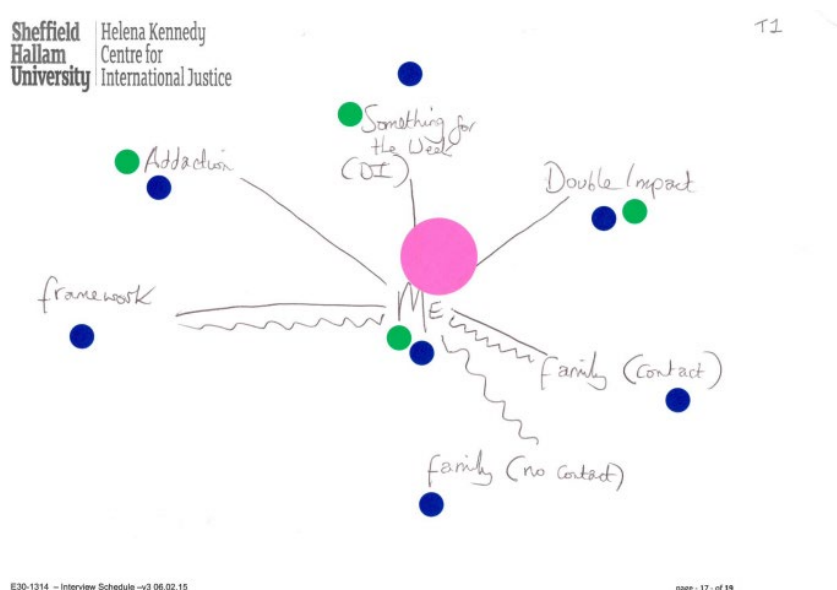 Sheffield
Hallam
University
Helena Kennedy
Centre for
International Justice
T1
Something for
the Week
(DI)
Addaction
Double Impact
framework
ME
family (contact)
family (no contact)
E30-1314 – Interview Schedule –v3 06.02.15
page - 17 - of 19